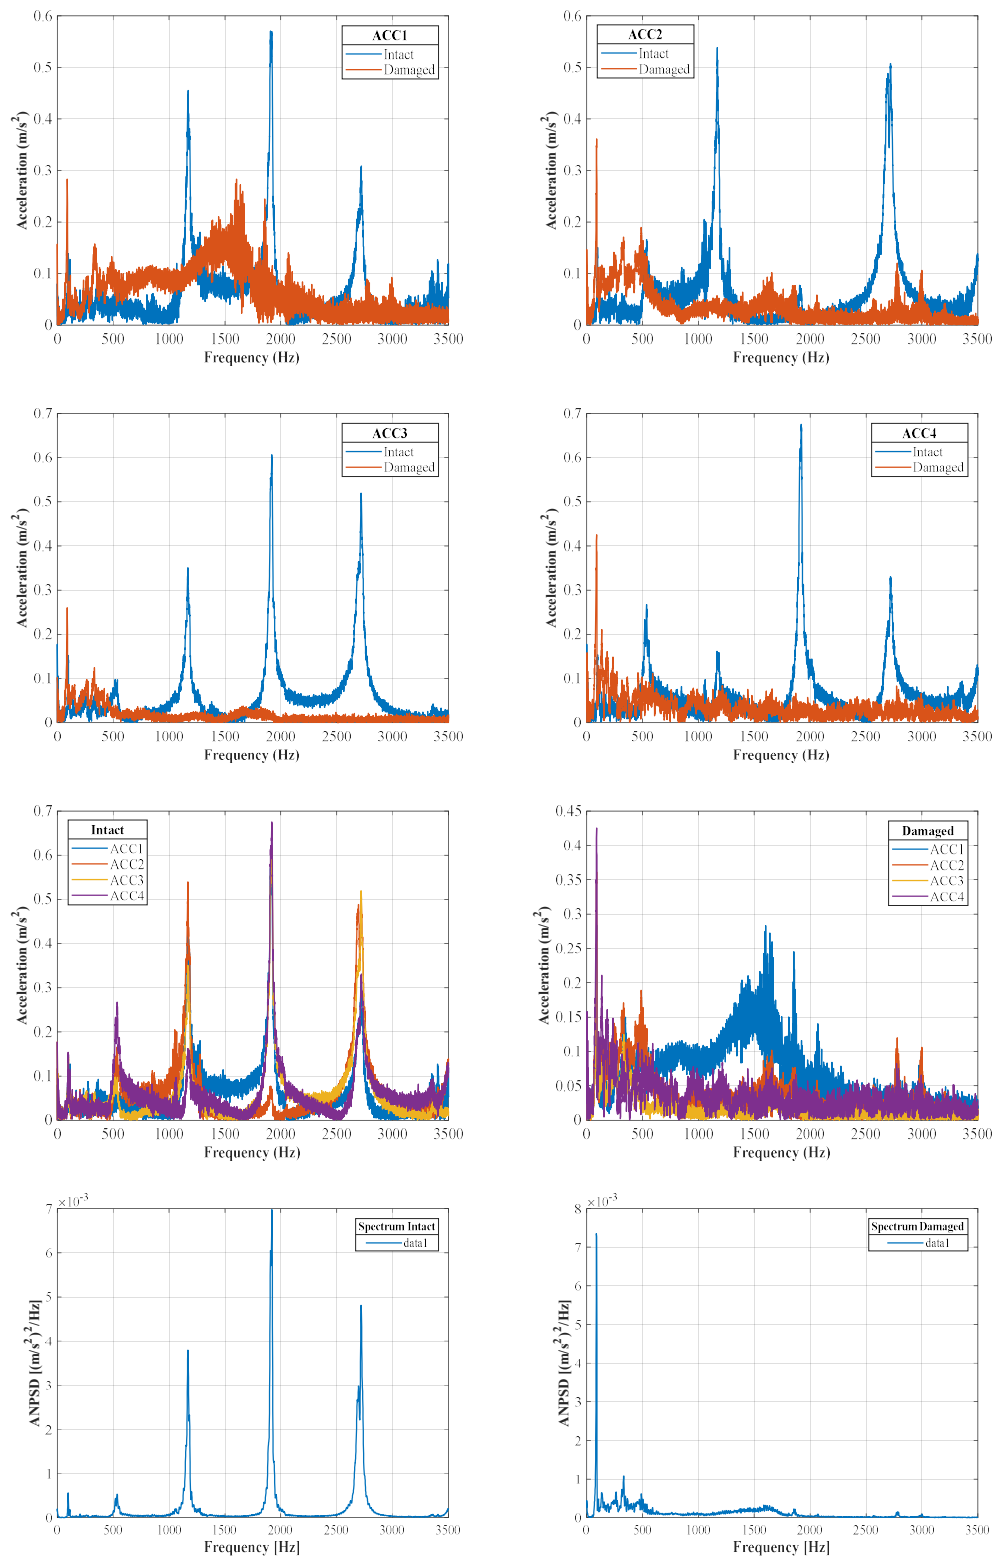 ACC1
Intact
Damaged
0.6
0.5
0.4
0.3
0.2
0.1
0
Acceleration (m/s²)
0 500 1000 1500 2000 2500 3000 3500
Frequency (Hz)
ACC2
Intact
Damaged
0.6
0.5
0.4
0.3
0.2
0.1
0
Acceleration (m/s²)
0 500 1000 1500 2000 2500 3000 3500
Frequency (Hz)
ACC3
Intact
Damaged
0.7
0.6
0.5
0.4
0.3
0.2
0.1
0
Acceleration (m/s²)
0 500 1000 1500 2000 2500 3000 3500
Frequency (Hz)
ACC4
Intact
Damaged
0.7
0.6
0.5
0.4
0.3
0.2
0.1
0
Acceleration (m/s²)
0 500 1000 1500 2000 2500 3000 3500
Frequency (Hz)
Intact
ACC1
ACC2
ACC3
ACC4
0.7
0.6
0.5
0.4
0.3
0.2
0.1
0
Acceleration (m/s²)
0 500 1000 1500 2000 2500 3000 3500
Frequency (Hz)
Damaged
ACC1
ACC2
ACC3
ACC4
0.45
0.4
0.35
0.3
0.25
0.2
0.15
0.1
0.05
0
Acceleration (m/s²)
0 500 1000 1500 2000 2500 3000 3500
Frequency (Hz)
×10⁻³
Spectrum Intact
data1
7
6
5
4
3
2
1
0
ANPSD [(m/s²)²/Hz]
0 500 1000 1500 2000 2500 3000 3500
Frequency [Hz]
×10⁻³
Spectrum Damaged
data1
8
7
6
5
4
3
2
1
0
ANPSD [(m/s²)²/Hz]
0 500 1000 1500 2000 2500 3000 3500
Frequency [Hz]